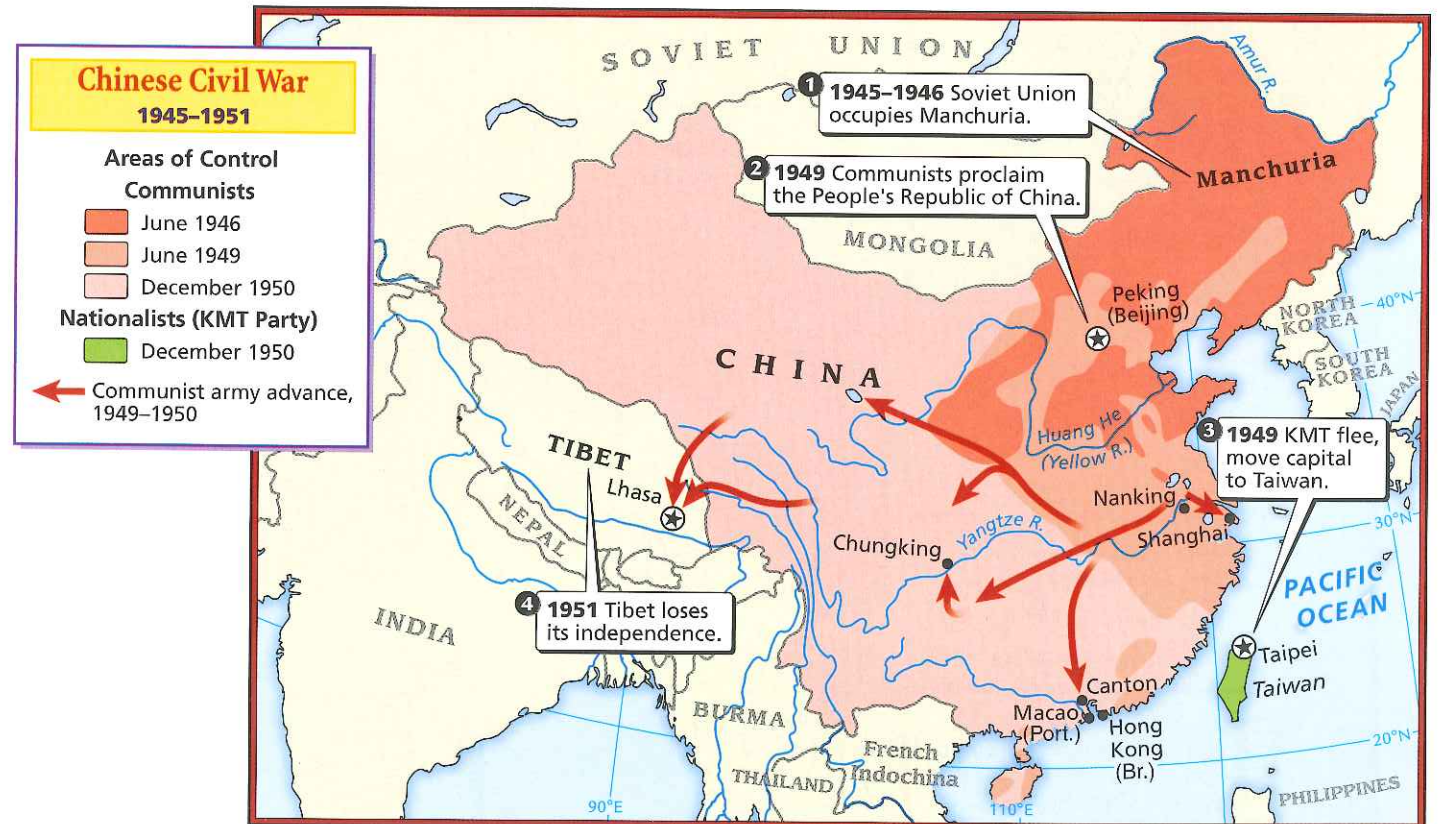 Chinese Civil War
1945–1951
Areas of Control
Communists
June 1946
June 1949
December 1950
Nationalists (KMT Party)
December 1950
Communist army advance,
1949–1950
SOVIET UNION
Amur R.
1 1945–1946 Soviet Union
occupies Manchuria.
Manchuria
2 1949 Communists proclaim
the People's Republic of China.
MONGOLIA
Peking
(Beijing)
NORTH
KOREA
40°N
SOUTH
KOREA
JAPAN
CHINA
Huang He
(Yellow R.)
3 1949 KMT flee,
move capital
to Taiwan.
TIBET
Lhasa
NEPAL
Nanking
Shanghai
30°N
Chungking
Yangtze R.
PACIFIC
OCEAN
4 1951 Tibet loses
its independence.
INDIA
Taipei
Taiwan
Canton
Macao
(Port.)
Hong
Kong
(Br.)
BURMA
French
Indochina
THAILAND
20°N
PHILIPPINES
90°E
110°E